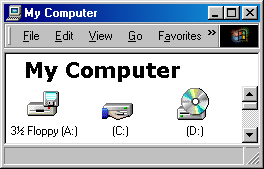 My Computer
File Edit View Go Favorites »
My Computer
3½ Floppy (A:) (C:) (D:)